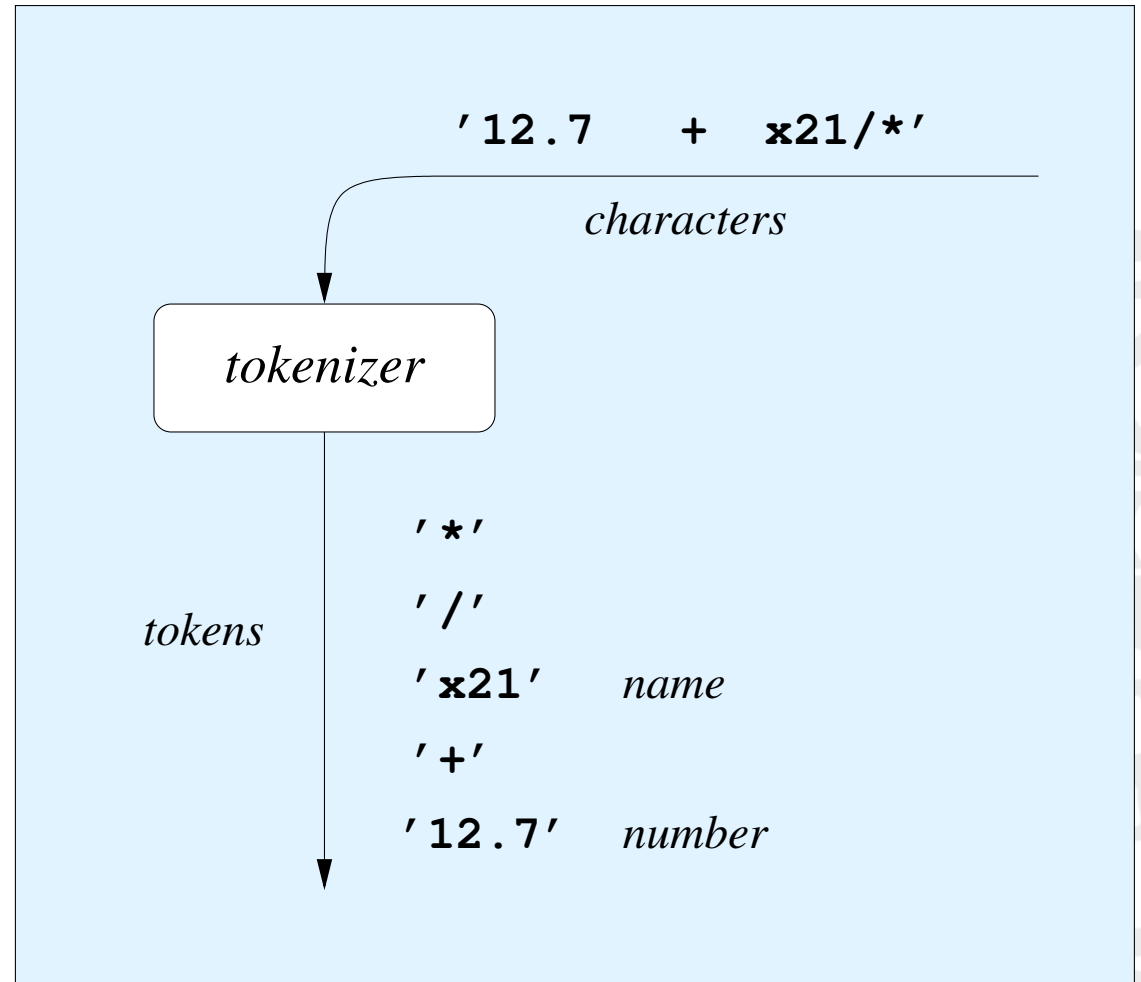 ’12.7 + x21/*’
characters
tokenizer
’*’
’/’
tokens
’x21’ name
’+’
’12.7’ number